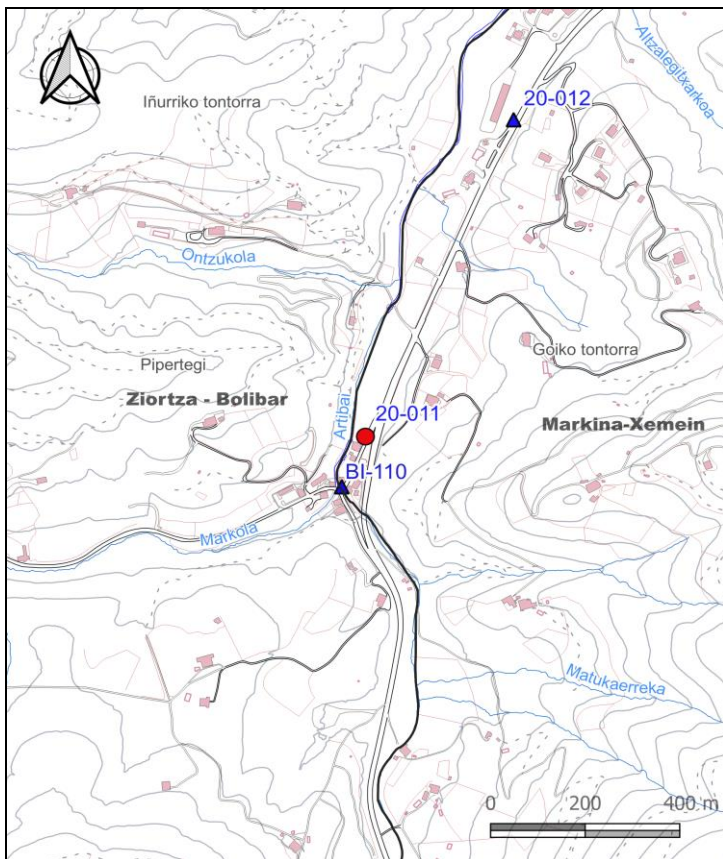 Altzalegitxarkoa
20-012
Iñurriko tontorra
Ontzukola
Pipertegi
Goiko tontorra
Ziortza - Bolibar
Artibai
20-011
Markina-Xemein
BI-110
Markola
Matukaerreka
0 200 400 m